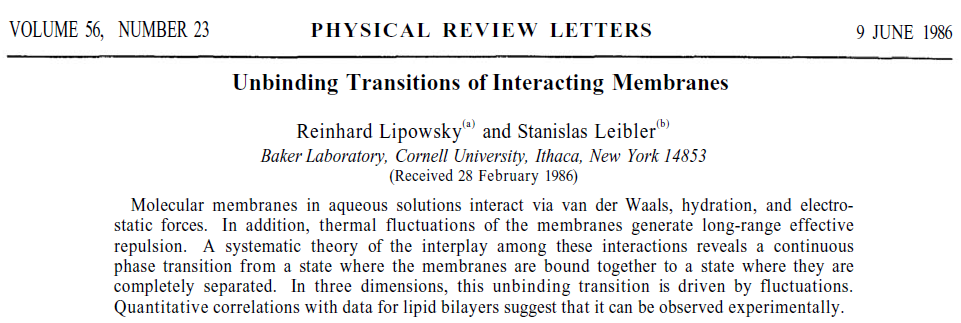 VOLUME 56, NUMBER 23 PHYSICAL REVIEW LETTERS 9 JUNE 1986
Unbinding Transitions of Interacting Membranes
Reinhard Lipowsky(a) and Stanislas Leibler(b)
Baker Laboratory, Cornell University, Ithaca, New York 14853
(Received 28 February 1986)
Molecular membranes in aqueous solutions interact via van der Waals, hydration, and electro-
static forces. In addition, thermal fluctuations of the membranes generate long-range effective
repulsion. A systematic theory of the interplay among these interactions reveals a continuous
phase transition from a state where the membranes are bound together to a state where they are
completely separated. In three dimensions, this unbinding transition is driven by fluctuations.
Quantitative correlations with data for lipid bilayers suggest that it can be observed experimentally.